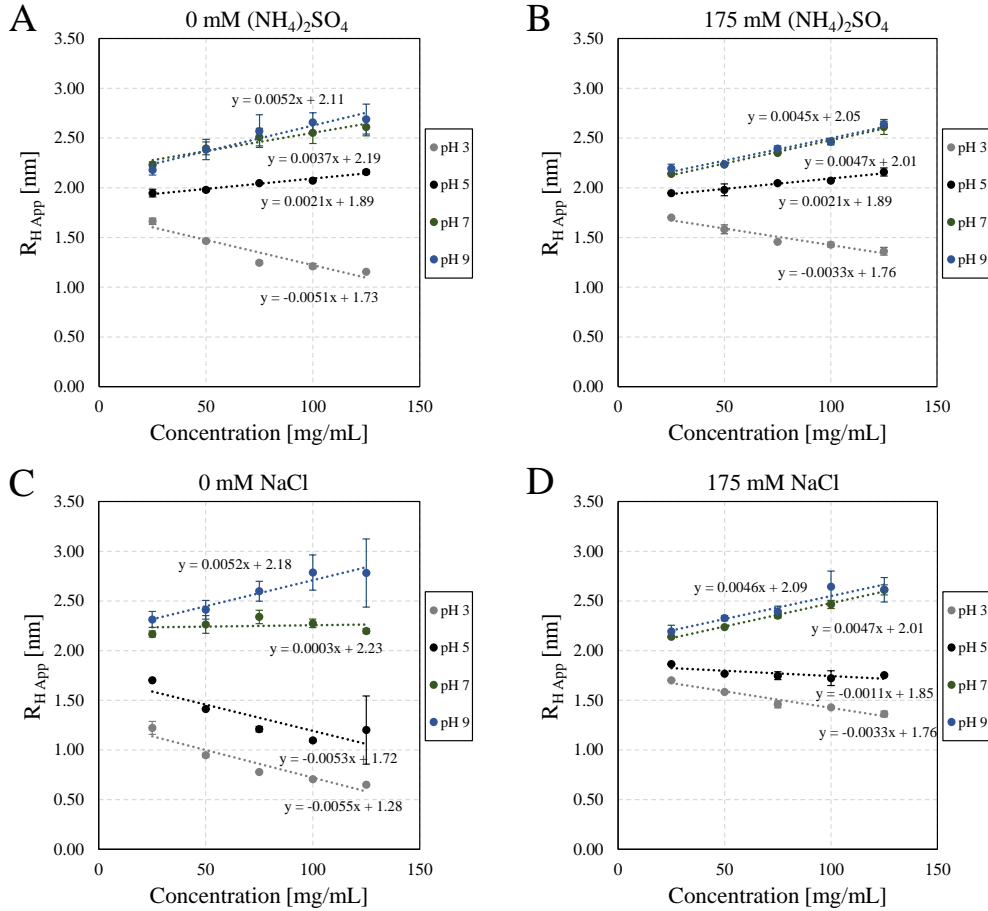 A
0 mM (NH4)2SO4
3.50
3.00
2.50
2.00
1.50
1.00
0.50
0.00
R H App [nm]
y = 0.0052x + 2.11
y = 0.0037x + 2.19
y = 0.0021x + 1.89
y = -0.0051x + 1.73
0 50 100 150
Concentration [mg/mL]
pH 3
pH 5
pH 7
pH 9
B
175 mM (NH4)2SO4
3.50
3.00
2.50
2.00
1.50
1.00
0.50
0.00
R H App [nm]
y = 0.0045x + 2.05
y = 0.0047x + 2.01
y = 0.0021x + 1.89
y = -0.0033x + 1.76
0 50 100 150
Concentration [mg/mL]
pH 3
pH 5
pH 7
pH 9
C
0 mM NaCl
3.50
3.00
2.50
2.00
1.50
1.00
0.50
0.00
R H App [nm]
y = 0.0052x + 2.18
y = 0.0003x + 2.23
y = -0.0053x + 1.72
y = -0.0055x + 1.28
0 50 100 150
Concentration [mg/mL]
pH 3
pH 5
pH 7
pH 9
D
175 mM NaCl
3.50
3.00
2.50
2.00
1.50
1.00
0.50
0.00
R H App [nm]
y = 0.0046x + 2.09
y = 0.0047x + 2.01
y = -0.0011x + 1.85
y = -0.0033x + 1.76
0 50 100 150
Concentration [mg/mL]
pH 3
pH 5
pH 7
pH 9